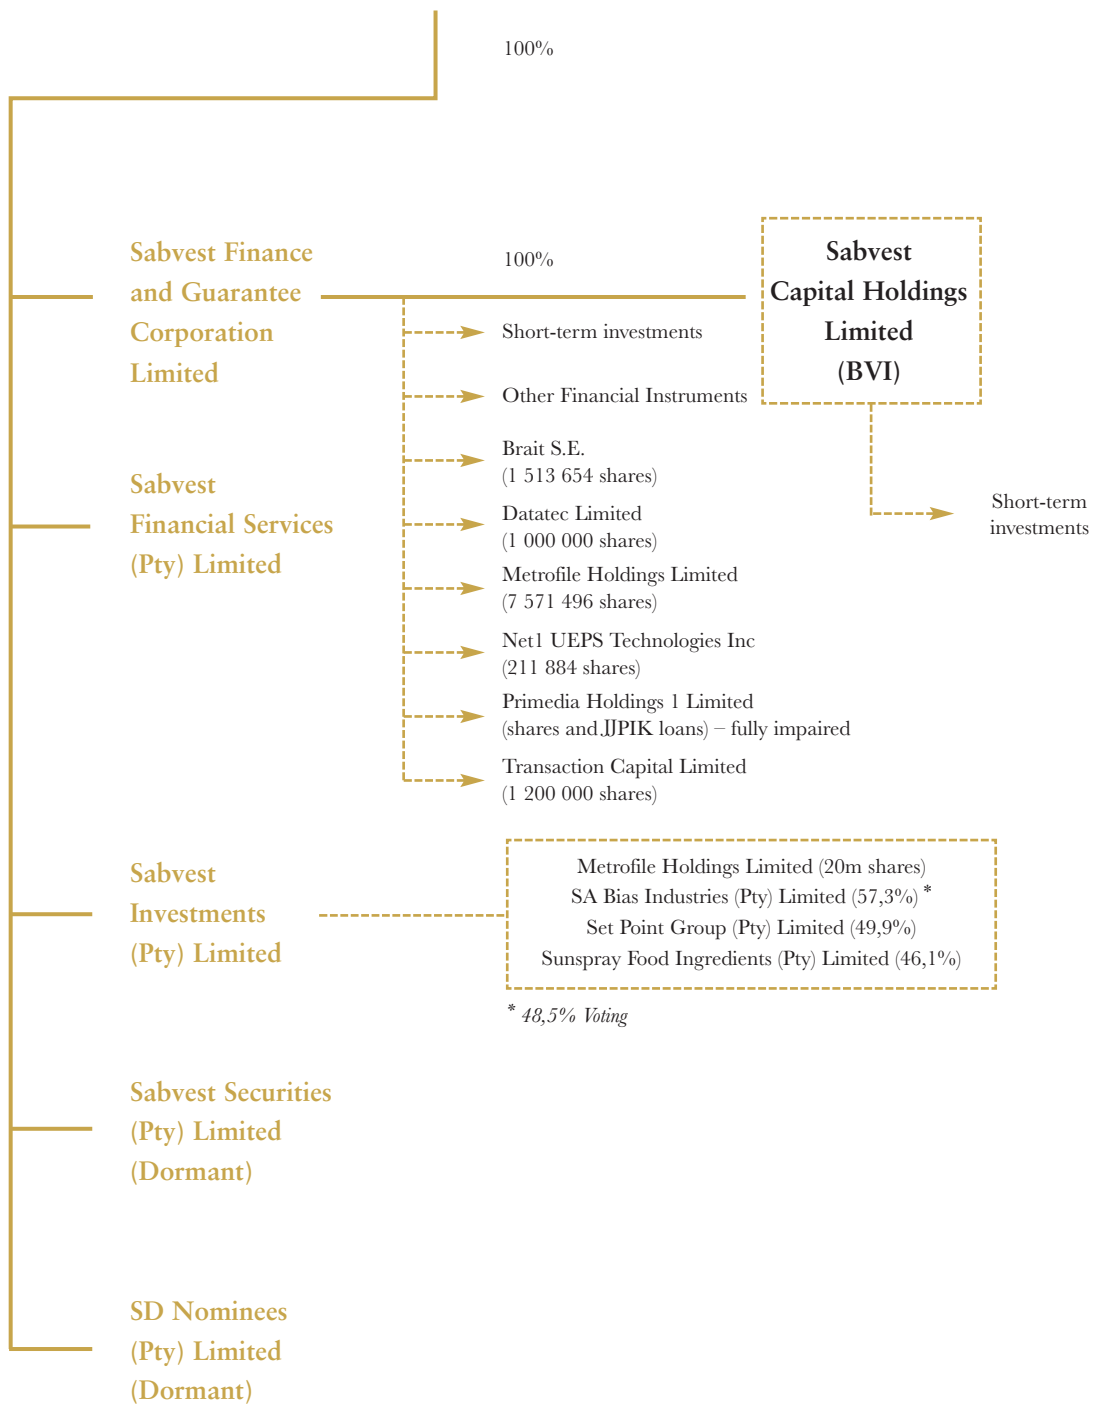 100%
Sabvest Finance
and Guarantee
Corporation
Limited
100%
Sabvest
Capital Holdings
Limited
(BVI)
Short-term investments
Other Financial Instruments
Brait S.E.
(1 513 654 shares)
Datatec Limited
(1 000 000 shares)
Metrofile Holdings Limited
(7 571 496 shares)
Net1 UEPS Technologies Inc
(211 884 shares)
Primedia Holdings 1 Limited
(shares and JJPIK loans) – fully impaired
Transaction Capital Limited
(1 200 000 shares)
Short-term
investments
Sabvest
Financial Services
(Pty) Limited
Sabvest
Investments
(Pty) Limited
Metrofile Holdings Limited (20m shares)
SA Bias Industries (Pty) Limited (57,3%) *
Set Point Group (Pty) Limited (49,9%)
Sunspray Food Ingredients (Pty) Limited (46,1%)
* 48,5% Voting
Sabvest Securities
(Pty) Limited
(Dormant)
SD Nominees
(Pty) Limited
(Dormant)